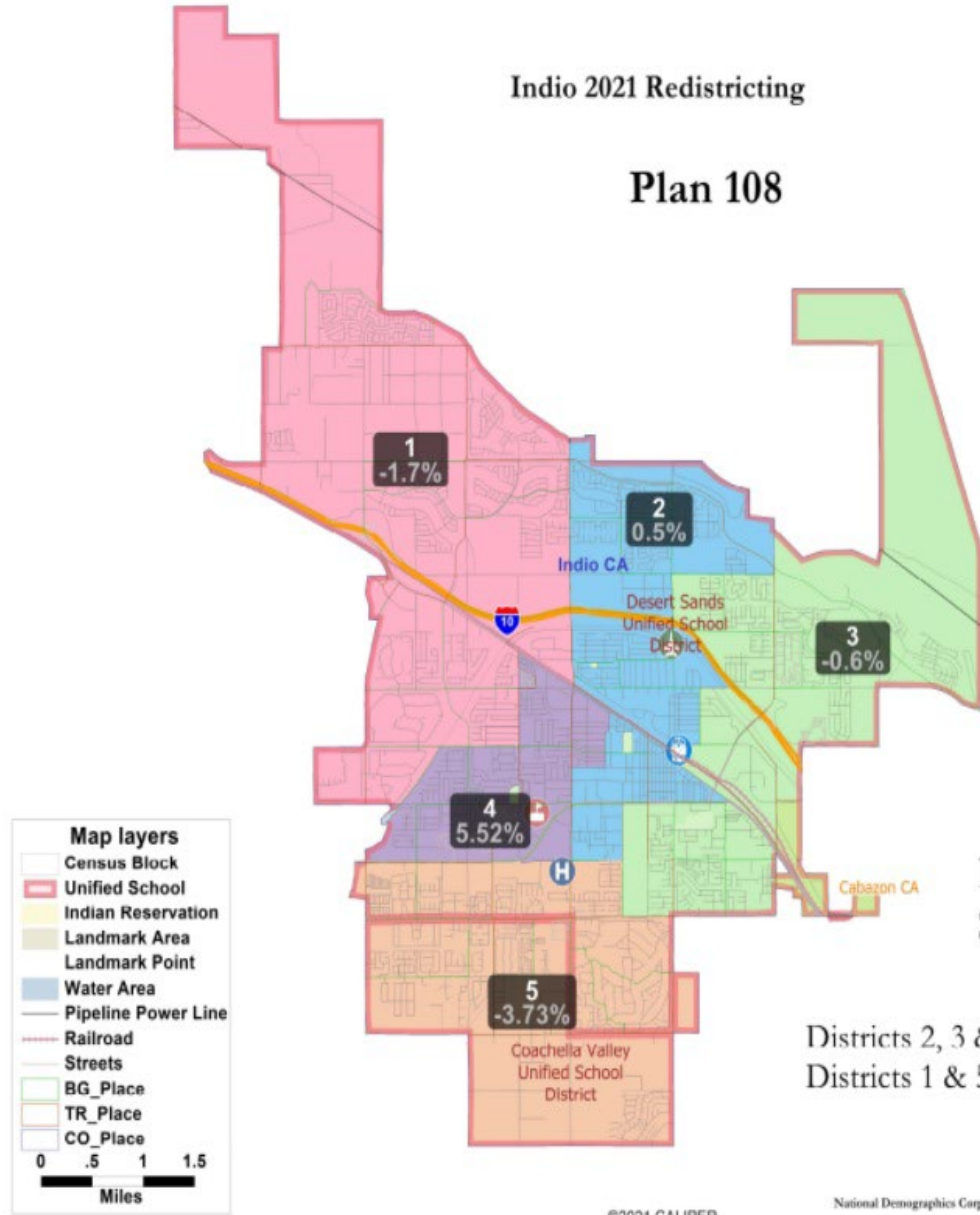 Indio 2021 Redistricting
Plan 108
1
-1.7%
2
0.5%
Indio CA
Desert Sands
Unified School
District
10
3
-0.6%
4
5.52%
H
Cabazon CA
5
-3.73%
Coachella Valley
Unified School
District
Districts 2, 3 &
Districts 1 & 5
Map layers
Census Block
Unified School
Indian Reservation
Landmark Area
Landmark Point
Water Area
Pipeline Power Line
Railroad
Streets
BG_Place
TR_Place
CO_Place
0 .5 1 1.5
Miles
©2021 CALIPER
National Demographics Corp